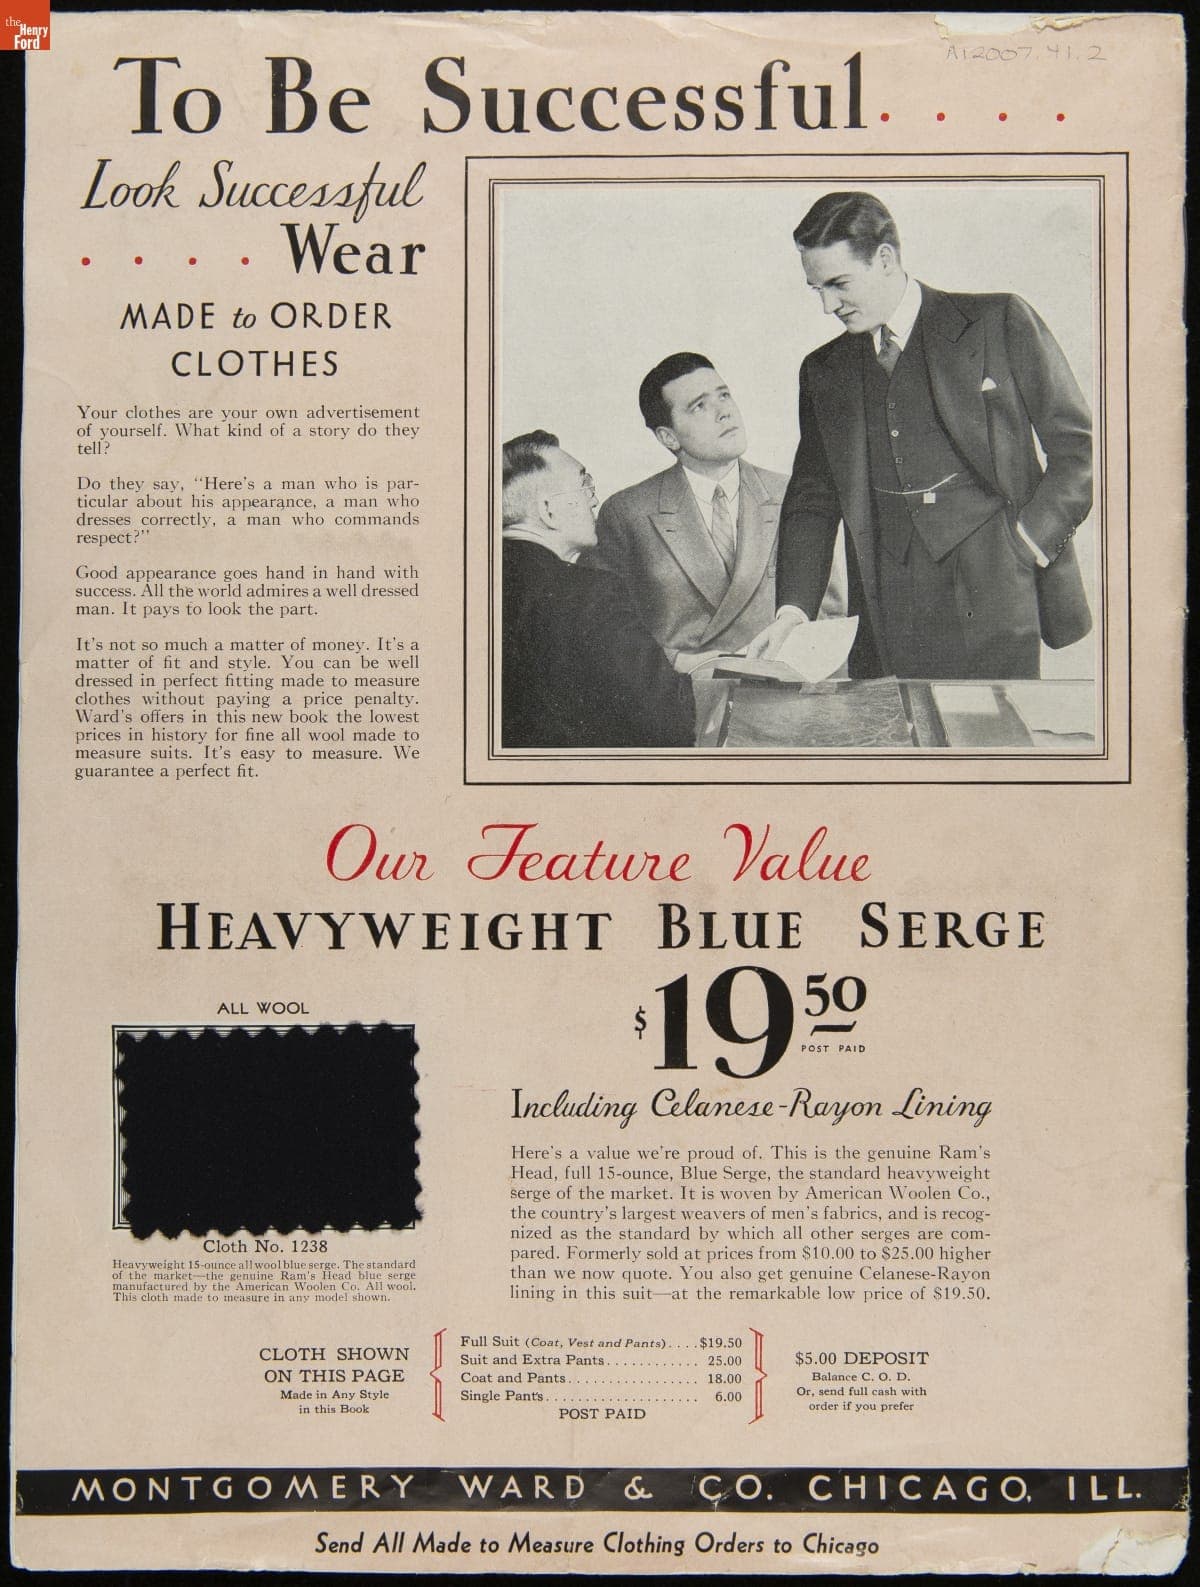 the
Henry
Ford
A12007.41.2
To Be Successful. . . .
Look Successful
. . . . Wear
MADE to ORDER
CLOTHES
Your clothes are your own advertisement
of yourself. What kind of a story do they
tell?
Do they say, "Here's a man who is par-
ticular about his appearance, a man who
dresses correctly, a man who commands
respect?"
Good appearance goes hand in hand with
success. All the world admires a well dressed
man. It pays to look the part.
It's not so much a matter of money. It's a
matter of fit and style. You can be well
dressed in perfect fitting made to measure
clothes without paying a price penalty.
Ward's offers in this new book the lowest
prices in history for fine all wool made to
measure suits. It's easy to measure. We
guarantee a perfect fit.
Our Feature Value
HEAVYWEIGHT BLUE SERGE
ALL WOOL
Cloth No. 1238
Heavyweight 15-ounce all wool blue serge. The standard
of the market—the genuine Ram's Head blue serge
manufactured by the American Woolen Co. All wool.
This cloth made to measure in any model shown.
$19 50
POST PAID
Including Celanese-Rayon Lining
Here's a value we're proud of. This is the genuine Ram's
Head, full 15-ounce, Blue Serge, the standard heavyweight
serge of the market. It is woven by American Woolen Co.,
the country's largest weavers of men's fabrics, and is recog-
nized as the standard by which all other serges are com-
pared. Formerly sold at prices from $10.00 to $25.00 higher
than we now quote. You also get genuine Celanese-Rayon
lining in this suit—at the remarkable low price of $19.50.
CLOTH SHOWN
ON THIS PAGE
Made in Any Style
in this Book
Full Suit (Coat, Vest and Pants). . . . $19.50
Suit and Extra Pants. . . . . . . . . . . . 25.00
Coat and Pants. . . . . . . . . . . . . . . . . 18.00
Single Pants. . . . . . . . . . . . . . . . . . . . 6.00
POST PAID
$5.00 DEPOSIT
Balance C. O. D.
Or, send full cash with
order if you prefer
MONTGOMERY WARD & CO. CHICAGO, ILL.
Send All Made to Measure Clothing Orders to Chicago